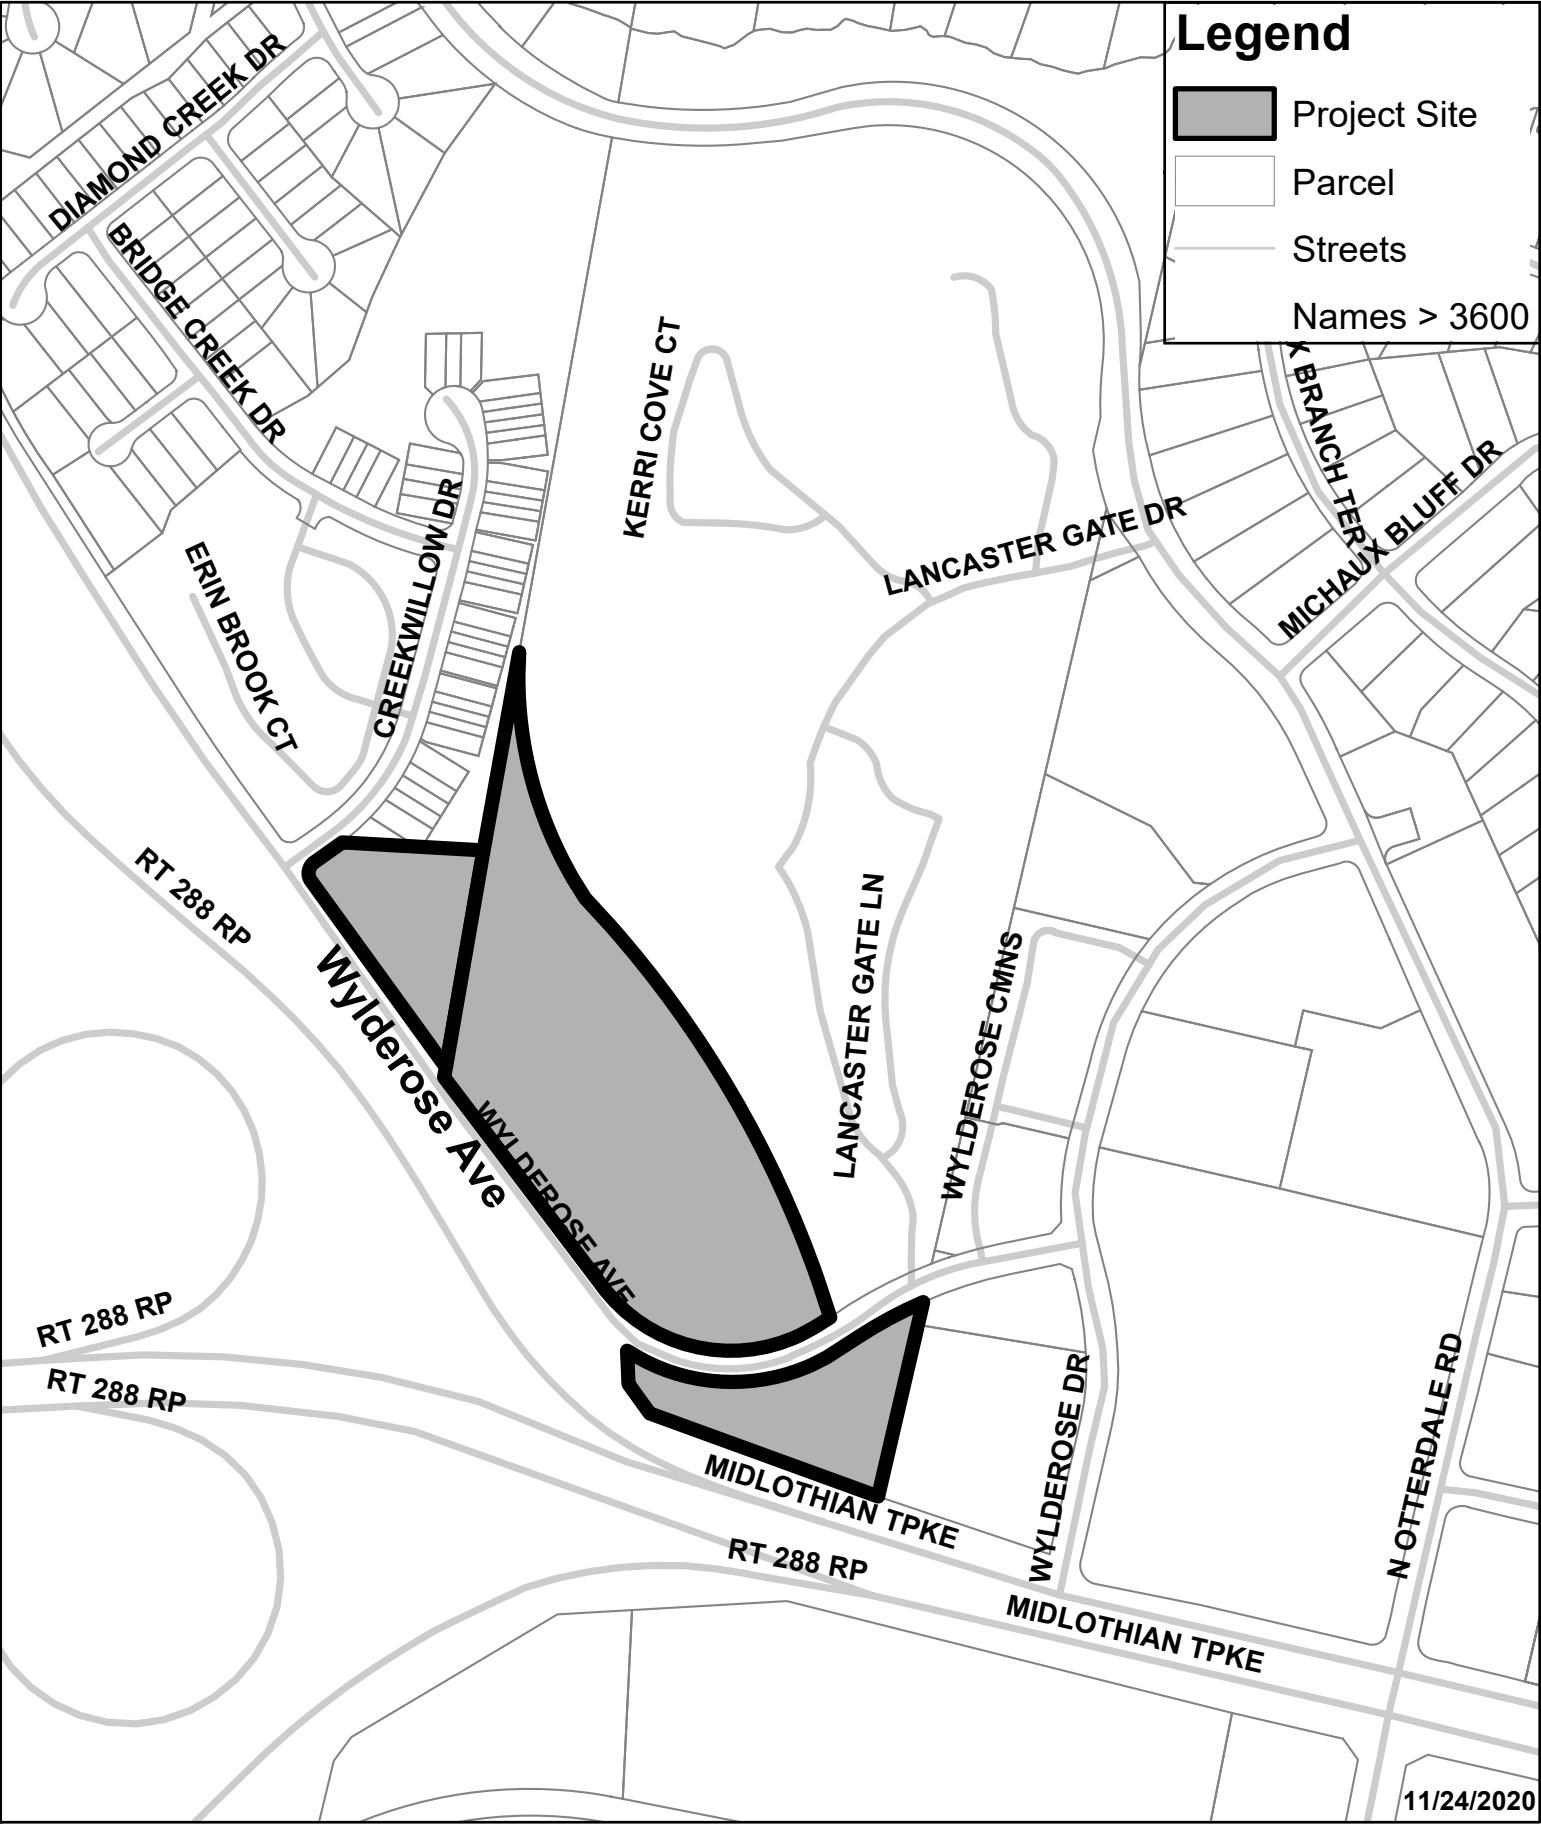 Legend
Project Site
Parcel
Streets
Names > 3600
DIAMOND CREEK DR
BRIDGE CREEK DR
KERRI COVE CT
X BRANCH TER
MICHAUX BLUFF DR
LANCASTER GATE DR
CREEKWILLOW DR
ERIN BROOK CT
RT 288 RP
Wylderose Ave
WYLDEROSE AVE
LANCASTER GATE LN
WYLDEROSE CMNS
RT 288 RP
RT 288 RP
WYLDEROSE DR
N OTTERDALE RD
MIDLOTHIAN TPKE
RT 288 RP
MIDLOTHIAN TPKE
11/24/2020